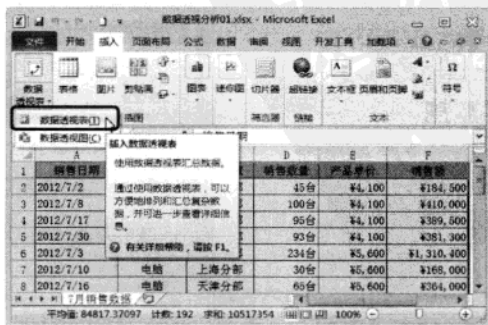 数据透视分析01.xlsx - Microsoft Excel
文件 开始 插入 页面布局 公式 数据 审阅 视图 开发工具 加载项
数据透视表 表格 图片 剪贴画 图表 迷你图 切片器 超链接 文本框 页眉和页脚 符号
插图 筛选器 链接 文本
数据透视表(T)
数据透视图(C)
插入数据透视表
使用数据透视表汇总数据。
通过使用数据透视表，可以方便地排列和汇总复杂数据，并可进一步查看详细信息。
有关详细帮助，请按 F1。
A D E F
1 销售日期 销售数量 产品单价 销售额
2 2012/7/2 45台 ¥4,100 ¥184,500
3 2012/7/8 100台 ¥4,100 ¥410,000
4 2012/7/17 95台 ¥4,100 ¥389,500
5 2012/7/30 93台 ¥4,100 ¥381,300
6 2012/7/3 234台 ¥5,600 ¥1,310,400
7 2012/7/10 电脑 上海分部 30台 ¥5,600 ¥168,000
8 2012/7/16 电脑 天津分部 65台 ¥5,600 ¥364,000
7月销售数据
平均值: 84817.37097 计数: 192 求和: 10517354 100%